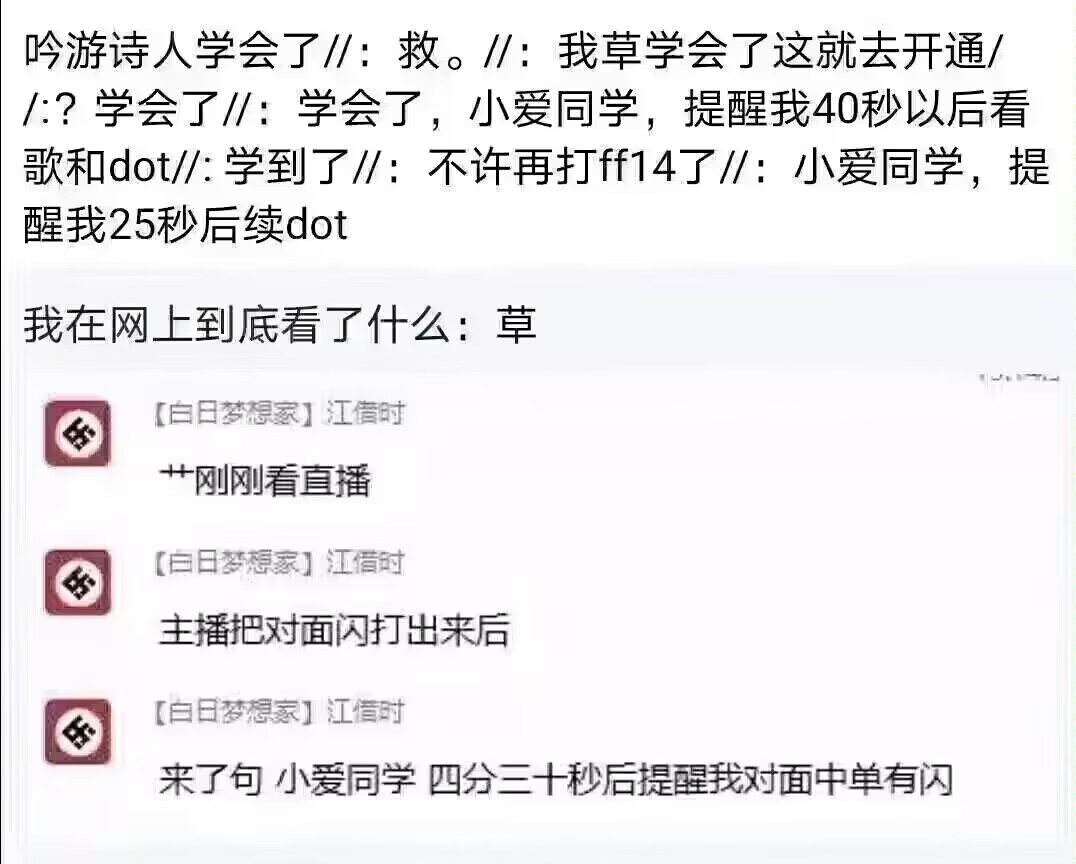 吟游诗人学会了//：救。//：我草学会了这就去开通/
/:？学会了//：学会了，小爱同学，提醒我40秒以后看
歌和dot//: 学到了//：不许再打ff14了//：小爱同学，提
醒我25秒后续dot
我在网上到底看了什么：草
【白日梦想家】江借时
艹刚刚看直播
【白日梦想家】江借时
主播把对面闪打出来后
【白日梦想家】江借时
来了句 小爱同学 四分三十秒后提醒我对面中单有闪